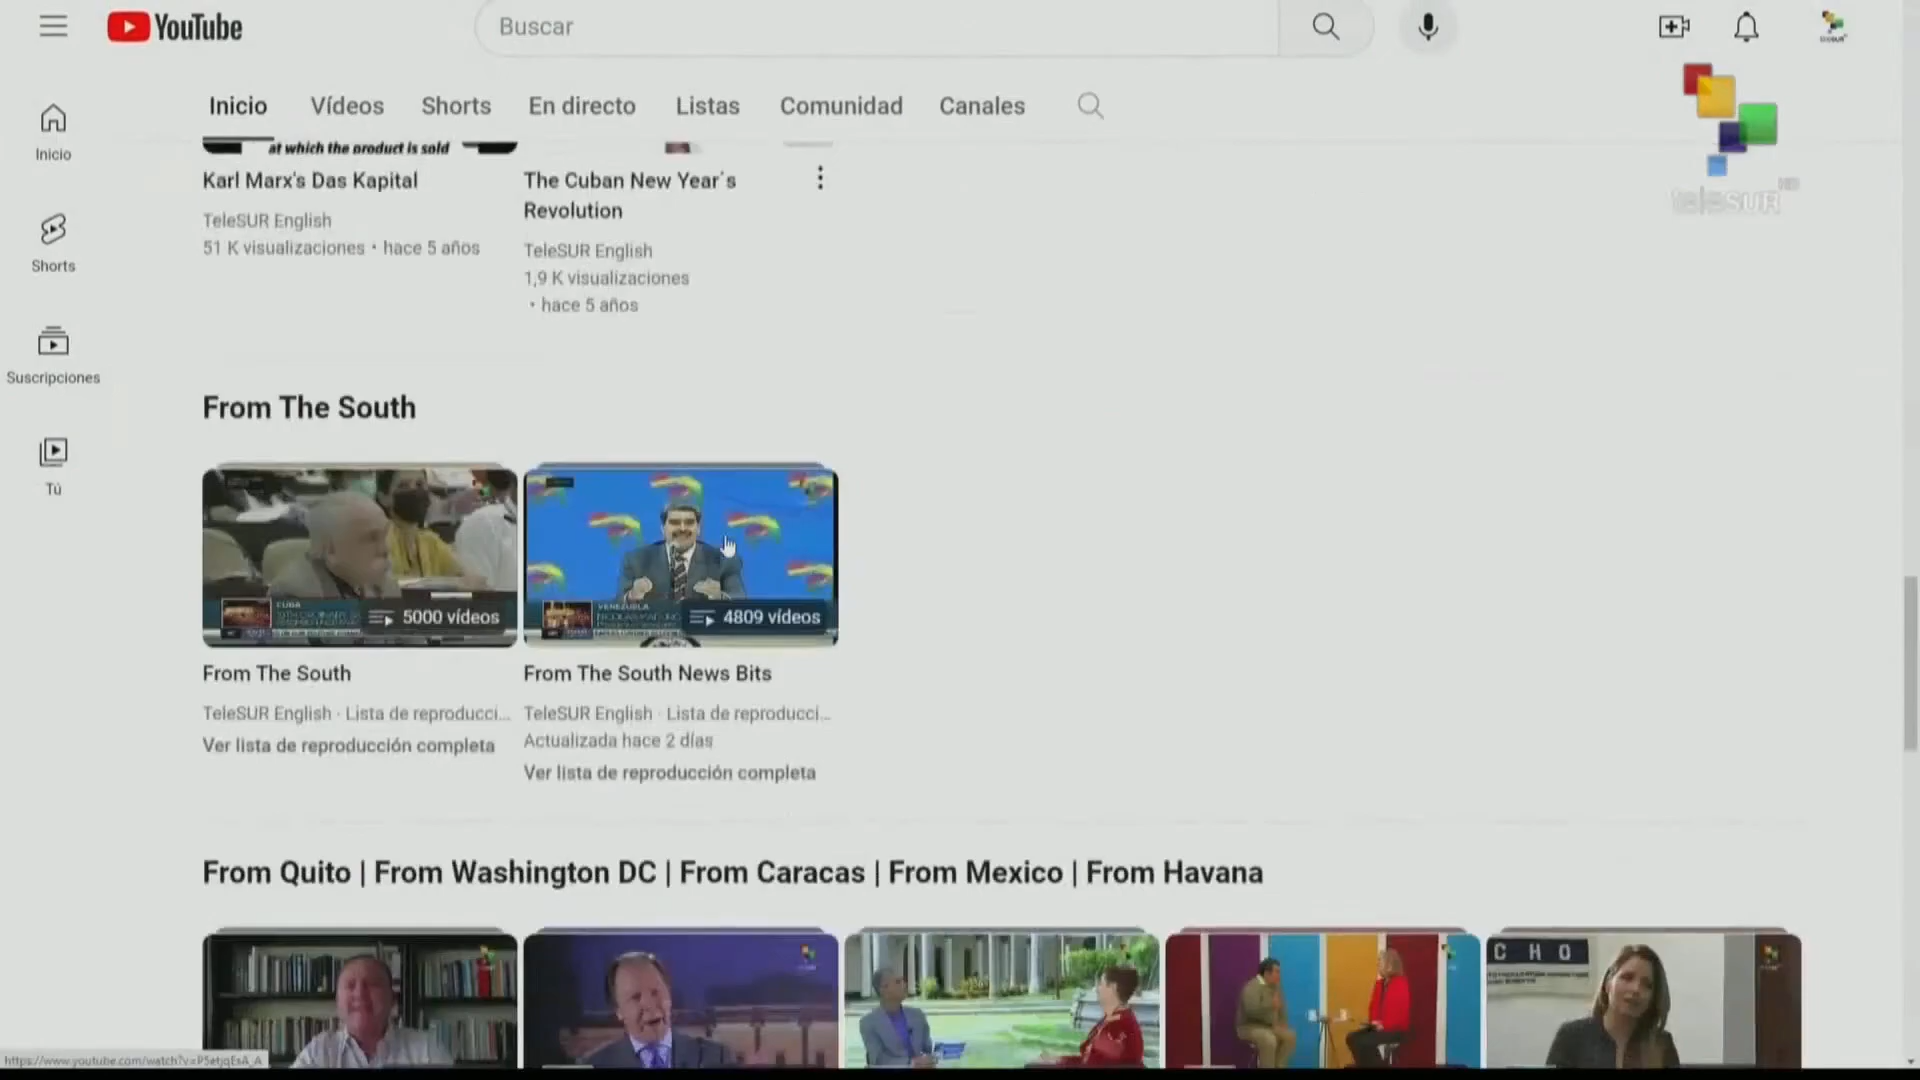 YouTube
Buscar
Inicio
Vídeos
Shorts
En directo
Listas
Comunidad
Canales
Inicio
Shorts
Suscripciones
Tú
teleSUR HD
at which the product is sold
Karl Marx's Das Kapital
TeleSUR English
51 K visualizaciones • hace 5 años
The Cuban New Year´s
Revolution
TeleSUR English
1,9 K visualizaciones
• hace 5 años
From The South
CUBA
5000 vídeos
From The South
TeleSUR English · Lista de reproducci...
Ver lista de reproducción completa
VENEZUELA
4809 vídeos
From The South News Bits
TeleSUR English · Lista de reproducci...
Actualizada hace 2 días
Ver lista de reproducción completa
From Quito | From Washington DC | From Caracas | From Mexico | From Havana
C H O